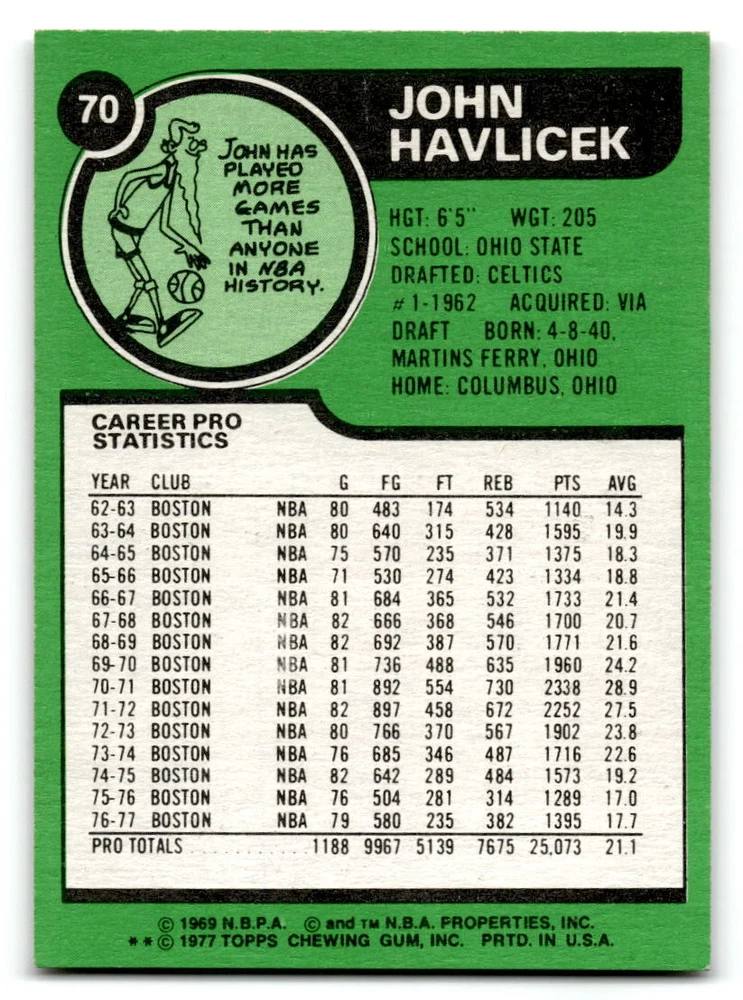 70
JOHN
HAVLICEK
JOHN HAS
PLAYED
MORE
GAMES
THAN
ANYONE
IN NBA
HISTORY.
HGT: 6'5" WGT: 205
SCHOOL: OHIO STATE
DRAFTED: CELTICS
#1-1962 ACQUIRED: VIA
DRAFT BORN: 4-8-40,
MARTINS FERRY, OHIO
HOME: COLUMBUS, OHIO
CAREER PRO
STATISTICS
YEAR CLUB G FG FT REB PTS AVG
62-63 BOSTON NBA 80 483 174 534 1140 14.3
63-64 BOSTON NBA 80 640 315 428 1595 19.9
64-65 BOSTON NBA 75 570 235 371 1375 18.3
65-66 BOSTON NBA 71 530 274 423 1334 18.8
66-67 BOSTON NBA 81 684 365 532 1733 21.4
67-68 BOSTON NBA 82 666 368 546 1700 20.7
68-69 BOSTON NBA 82 692 387 570 1771 21.6
69-70 BOSTON NBA 81 736 488 635 1960 24.2
70-71 BOSTON NBA 81 892 554 730 2338 28.9
71-72 BOSTON NBA 82 897 458 672 2252 27.5
72-73 BOSTON NBA 80 766 370 567 1902 23.8
73-74 BOSTON NBA 76 685 346 487 1716 22.6
74-75 BOSTON NBA 82 642 289 484 1573 19.2
75-76 BOSTON NBA 76 504 281 314 1289 17.0
76-77 BOSTON NBA 79 580 235 382 1395 17.7
PRO TOTALS ............ 1188 9967 5139 7675 25,073 21.1
© 1969 N.B.P.A. © and TM N.B.A. PROPERTIES, INC.
**© 1977 TOPPS CHEWING GUM, INC. PRTD. IN U.S.A.